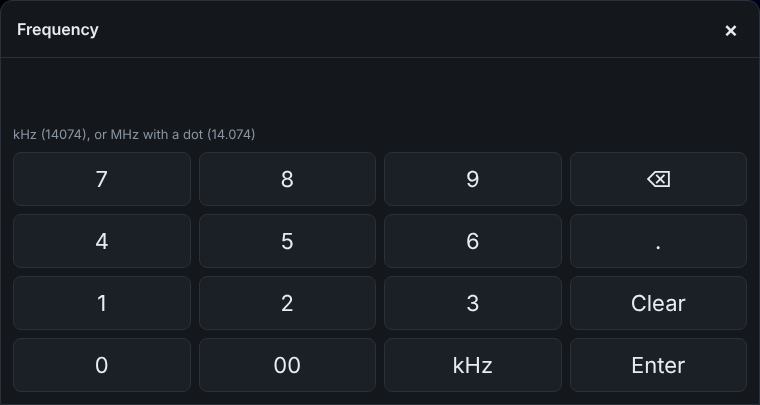 Frequency ×
kHz (14074), or MHz with a dot (14.074)
7 8 9 ⌫
4 5 6 .
1 2 3 Clear
0 00 kHz Enter